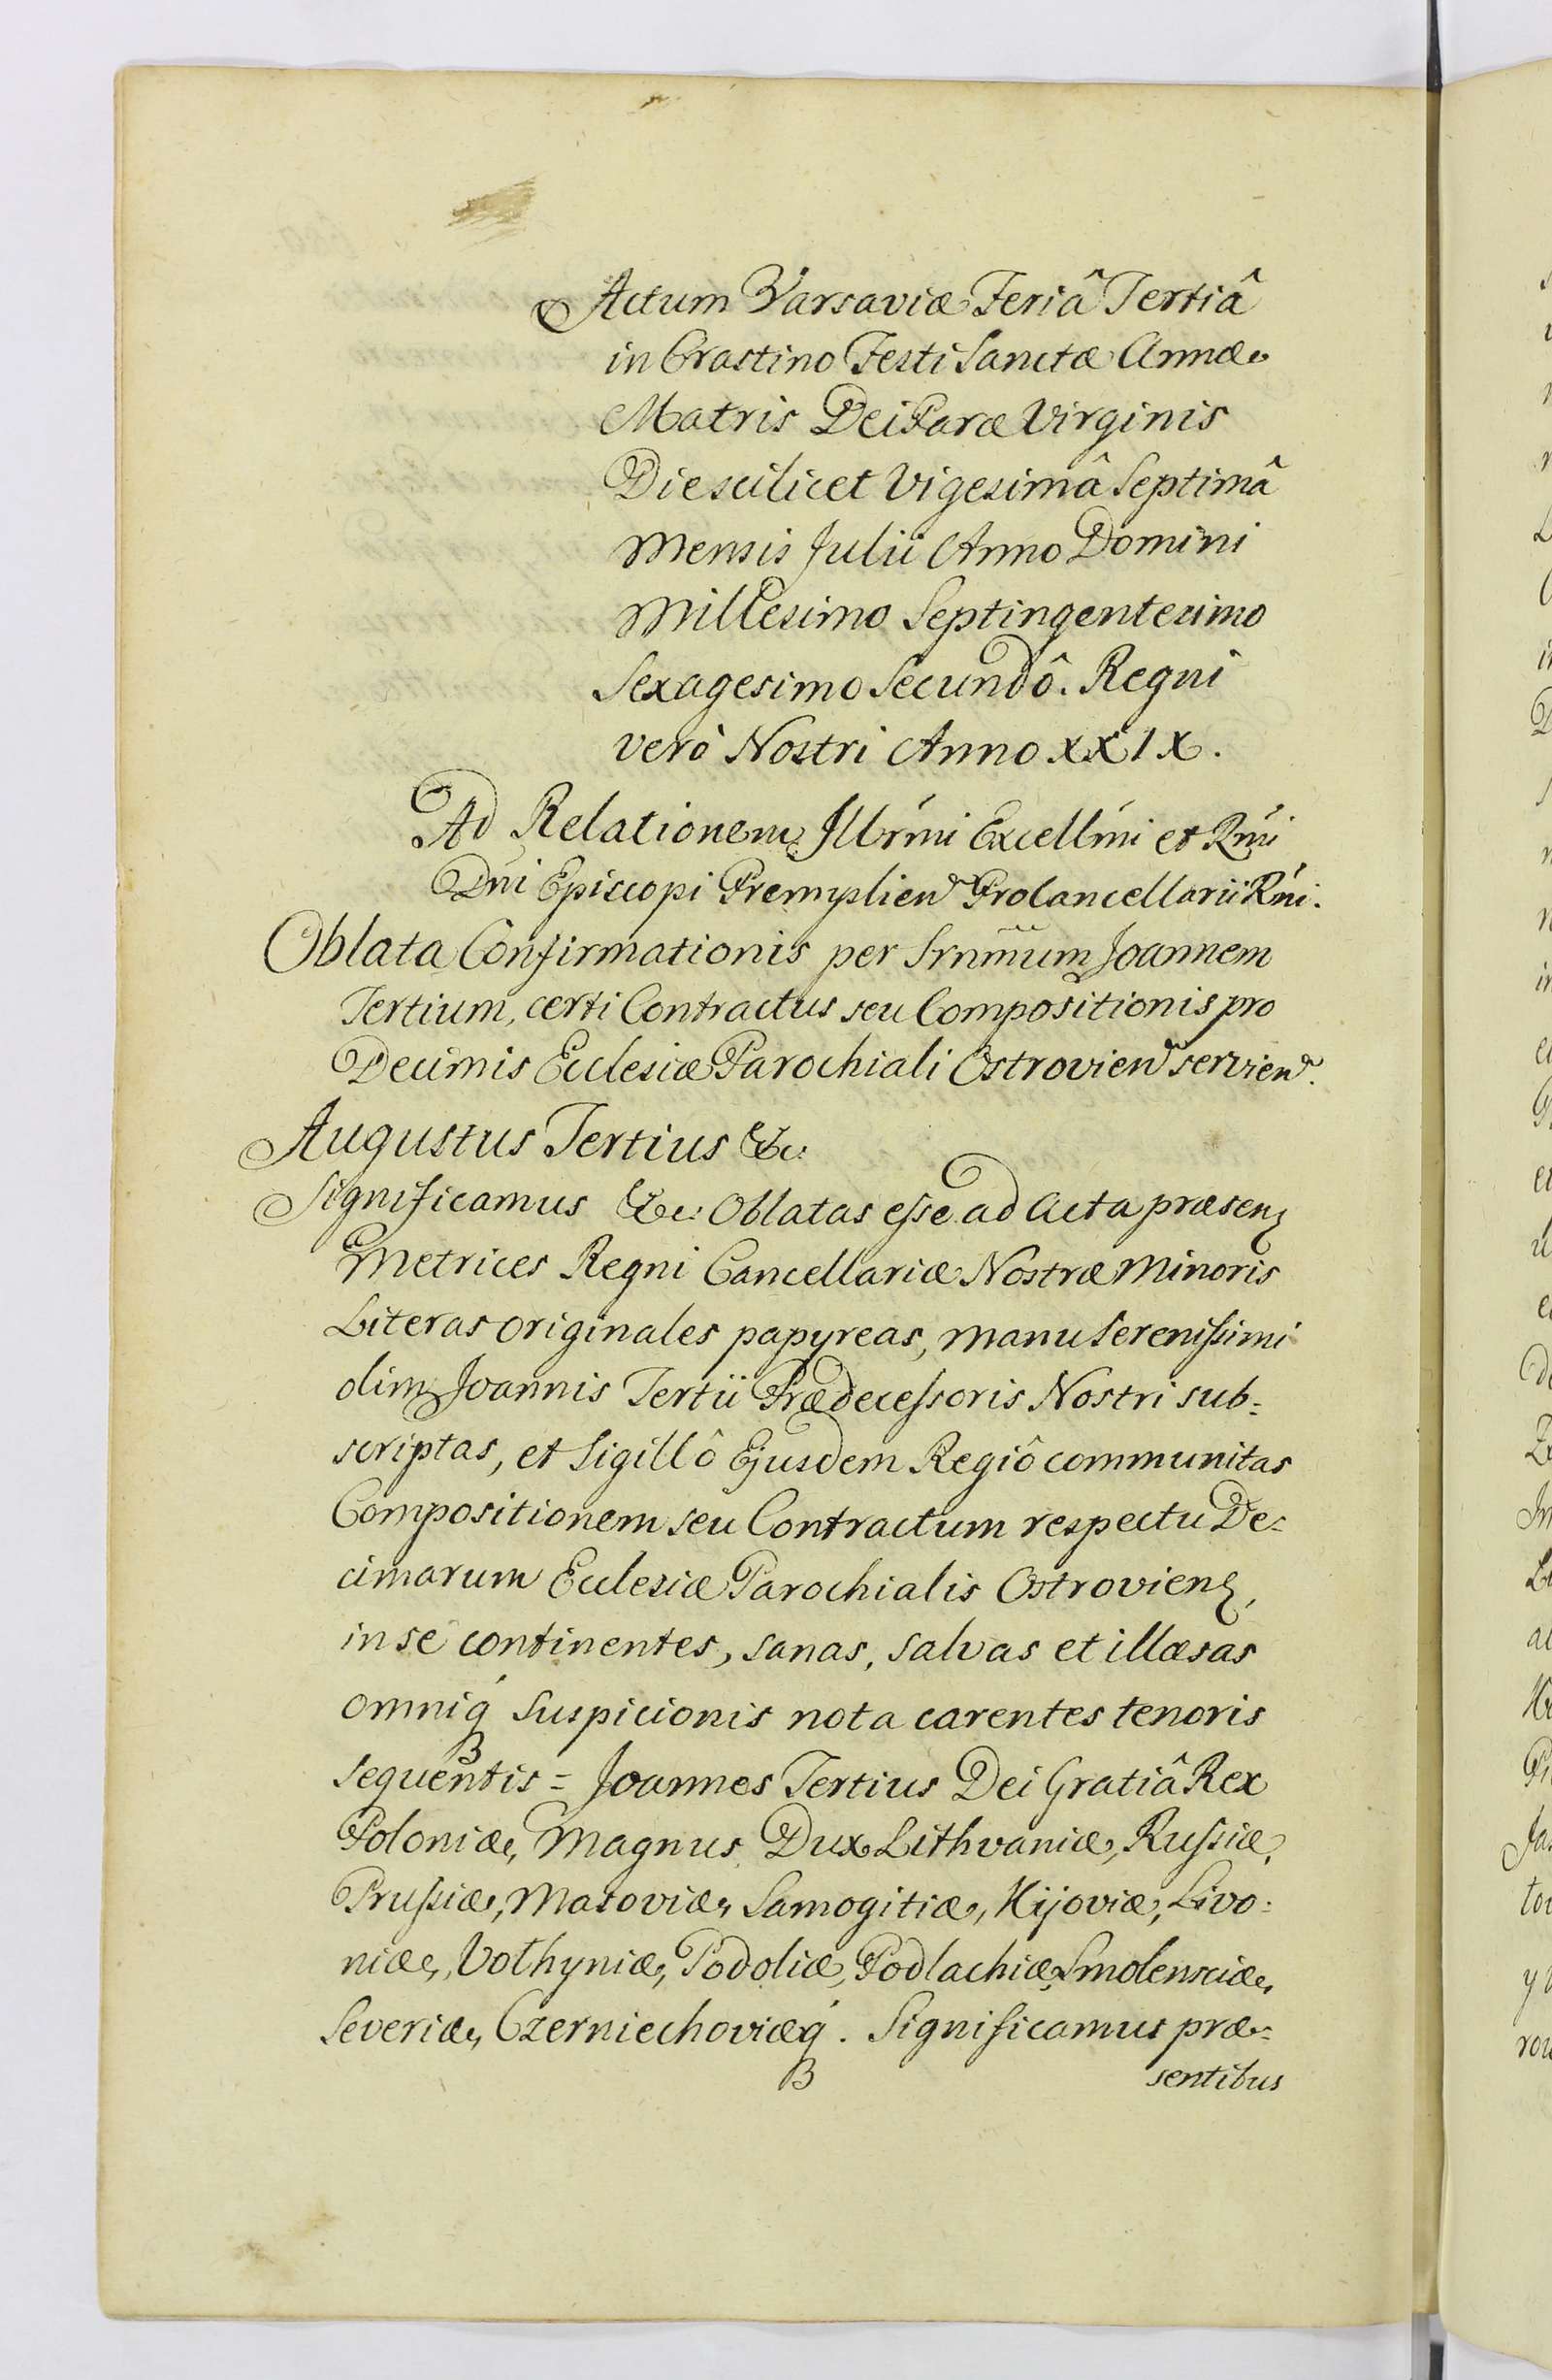 Actum Varsaviæ Feriâ Tertiâ
in Crastino Festi Sanctæ Annæ
Matris DeiParæ Virginis
Die scilicet Vigesimâ Septimâ
Mensis Julii Anno Domini
Millesimo Septingentesimo
Sexagesimo Secundô. Regni
verò Nostri Anno XXIX.
Ad Relationem Illrmi Excellmi et Rmi
Dni Episcopi Premyslien Procancellarii Rni.
Oblata Confirmationis per Srnmum Joannem
Tertium, certi Contractus seu Compositionis pro
Decimis Ecclesiæ Parochiali Ostrovien servien.
Augustus Tertius &c:
Significamus &c: Oblatas esse ad Acta præsen
Metrices Regni Cancellariæ Nostræ Minoris
Literas originales papyreas, manu Serenissimi
olim Joannis Tertii Prædecessoris Nostri sub=
scriptas, et Sigillô Ejusdem Regiô communitas
Compositionem seu Contractum respectu De=
cimarum Ecclesiæ Parochialis Ostrovien,
in se continentes, sanas, salvas et illæsas
omniq́ suspicionis nota carentes tenoris
sequentis = Joannes Tertius Dei Gratiâ Rex
Poloniæ, Magnus Dux Lithvaniæ, Russiæ,
Prussiæ, Masoviæ, Samogitiæ, Kijoviæ, Livo=
niæ, Volhyniæ, Podoliæ, Podlachiæ, Smolensciæ,
Severiæ, Czerniechoviæq́. Significamus præ=
sentibus